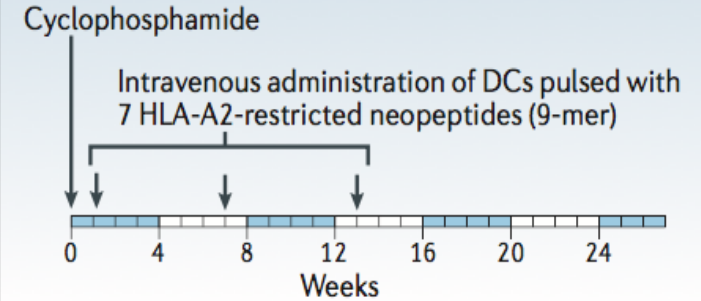 Cyclophosphamide
Intravenous administration of DCs pulsed with
7 HLA-A2-restricted neopeptides (9-mer)
0 4 8 12 16 20 24
Weeks